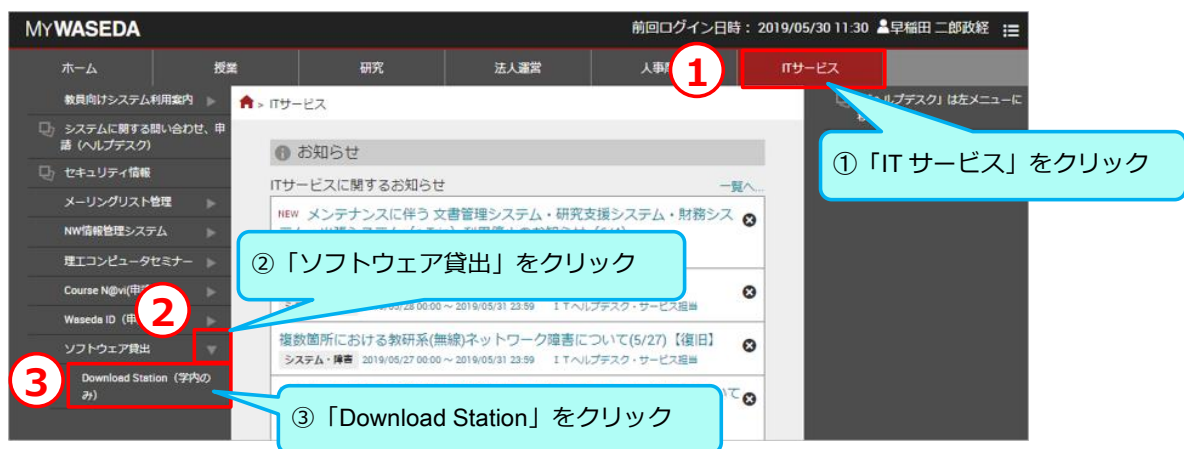 MYWASEDA
前回ログイン日時： 2019/05/30 11:30 早稲田 二郎政経
ホーム 授業 研究 法人運営 人事 ITサービス
①
教員向けシステム利用案内
システムに関する問い合わせ、申
請（ヘルプデスク）
セキュリティ情報
メーリングリスト管理
NW情報管理システム
理工コンピュータセミナー
Course N@vi(申
Waseda ID（申
②
ソフトウェア貸出
③
Download Station（学内の
み）
> ITサービス
お知らせ
ITサービスに関するお知らせ 一覧へ...
NEW メンテナンスに伴う 文書管理システム・研究支援システム・財務シス
00:00 ～ 2019/05/31 23:59 ＩＴヘルプデスク・サービス担当
複数箇所における教研系(無線)ネットワーク障害について(5/27)【復旧】
システム・障害 2019/05/27 00:00 ～ 2019/05/31 23:59 ＩＴヘルプデスク・サービス担当
いて
ヘルプデスク」は左メニューに
①「IT サービス」をクリック
②「ソフトウェア貸出」をクリック
③「Download Station」をクリック